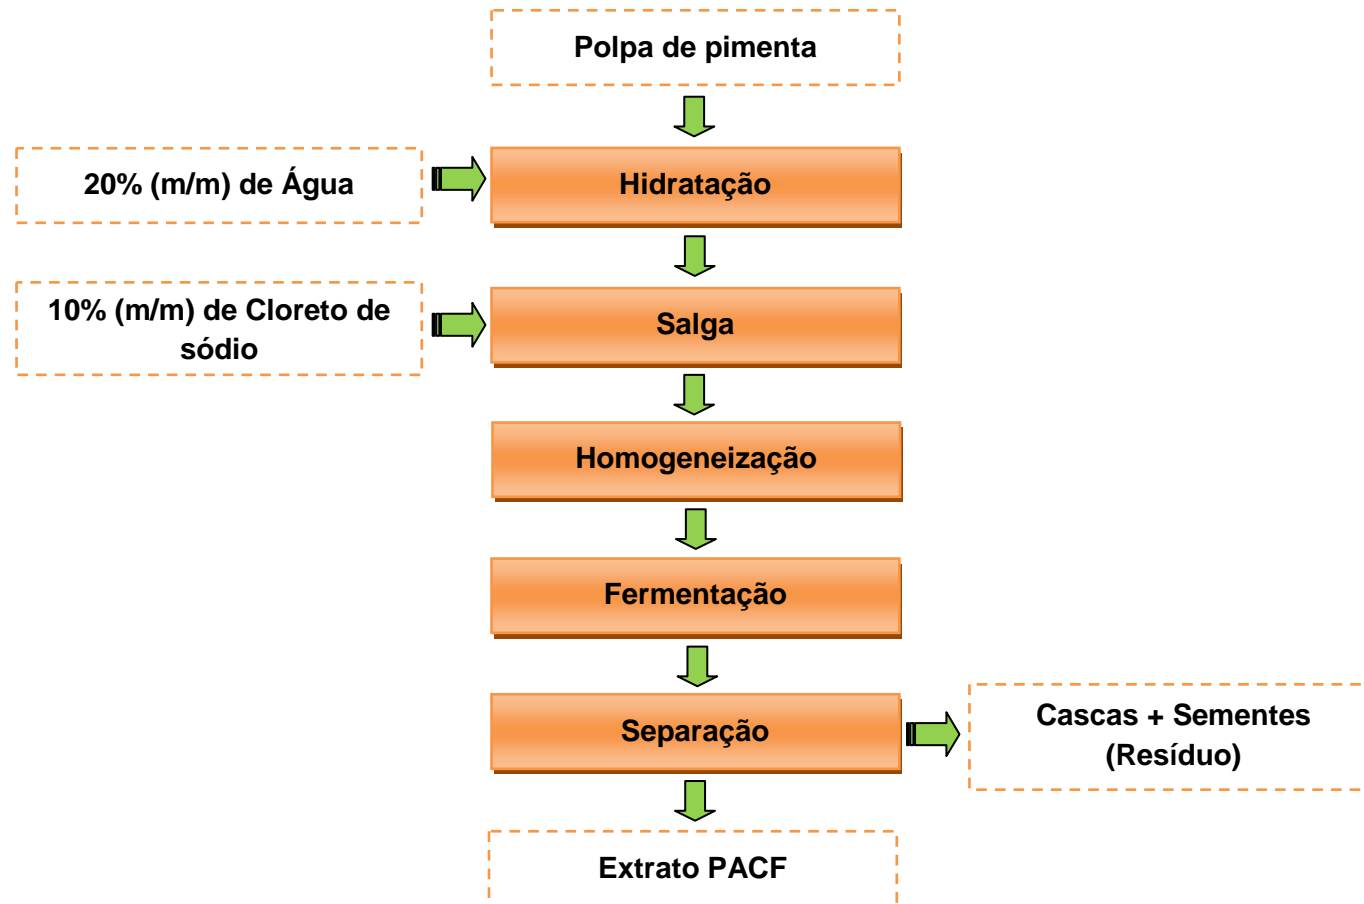 Polpa de pimenta
20% (m/m) de Água
Hidratação
10% (m/m) de Cloreto de
sódio
Salga
Homogeneização
Fermentação
Separação
Cascas + Sementes
(Resíduo)
Extrato PACF